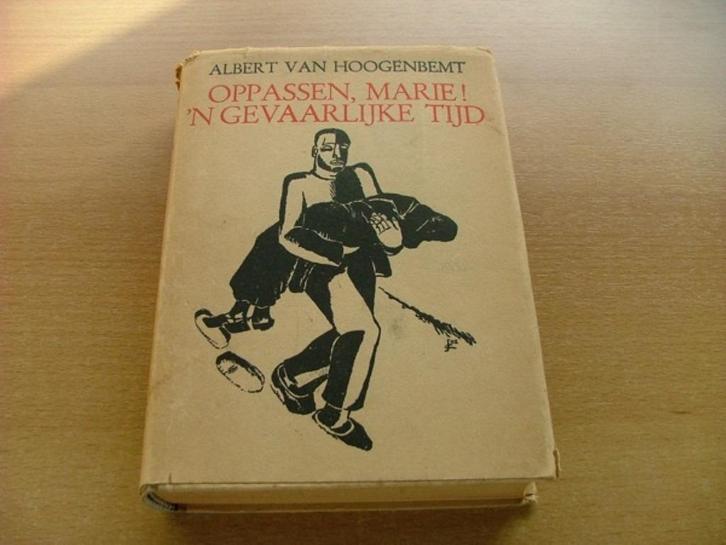 ALBERT VAN HOOGENBEMT
OPPASSEN, MARIE!
'N GEVAARLIJKE TIJD